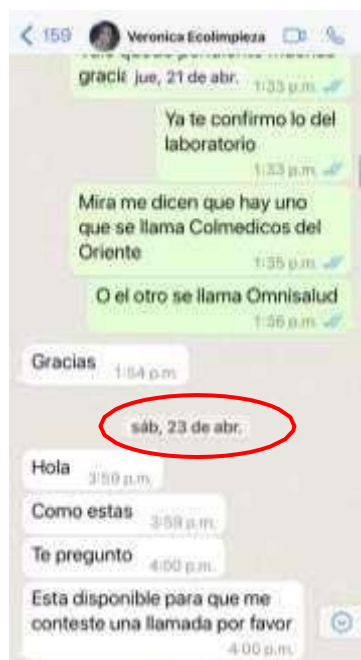 159 Veronica Ecolimpieza
jue, 21 de abr.
1:33 p.m.
Ya te confirmo lo del
laboratorio
1:33 p.m.
Mira me dicen que hay uno
que se llama Colmedicos del
Oriente
1:35 p.m.
O el otro se llama Omnisalud
1:56 p.m.
Gracias 1:54 p.m.
sáb, 23 de abr.
Hola 3:59 p.m.
Como estas 3:59 p.m.
Te pregunto 4:00 p.m.
Esta disponible para que me
conteste una llamada por favor
4:00 p.m.